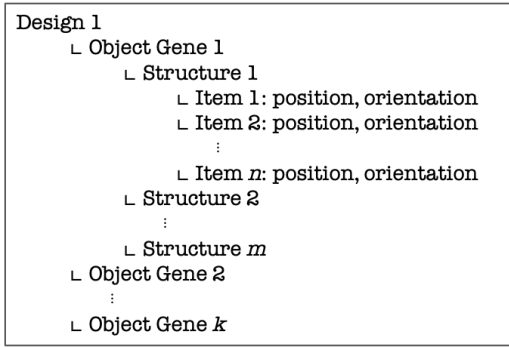 Design 1
∟ Object Gene 1
∟ Structure 1
∟ Item 1: position, orientation
∟ Item 2: position, orientation
⋮
∟ Item n: position, orientation
∟ Structure 2
⋮
∟ Structure m
∟ Object Gene 2
⋮
∟ Object Gene k